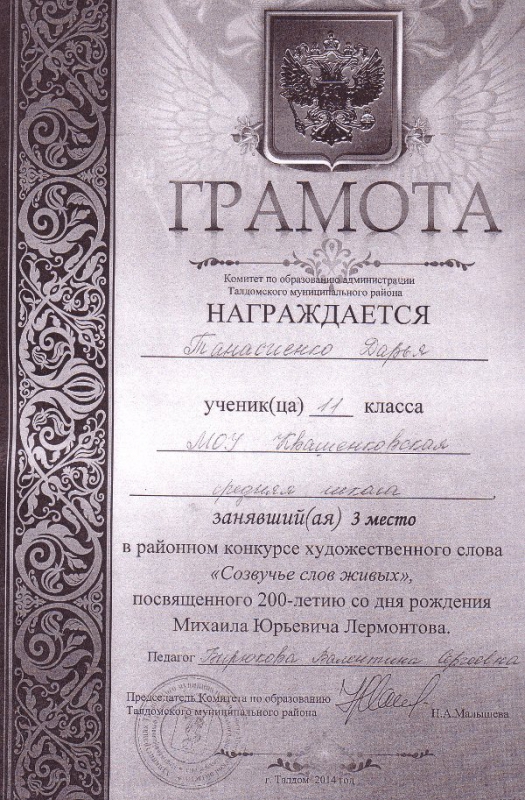 ГРАМОТА
Комитет по образованию администрации
Талдомского муниципального района
НАГРАЖДАЕТСЯ
Танасиенко Дарья
ученик(ца) 11 класса
МОУ Квашенковская
средняя школа
занявший(ая) 3 место
в районном конкурсе художественного слова
«Созвучье слов живых»,
посвященного 200-летию со дня рождения
Михаила Юрьевича Лермонтова.
Педагог Бирюкова Валентина Сергеевна
Председатель Комитета по образованию
Талдомского муниципального района Н.А.Малышева
г. Талдом 2014 год